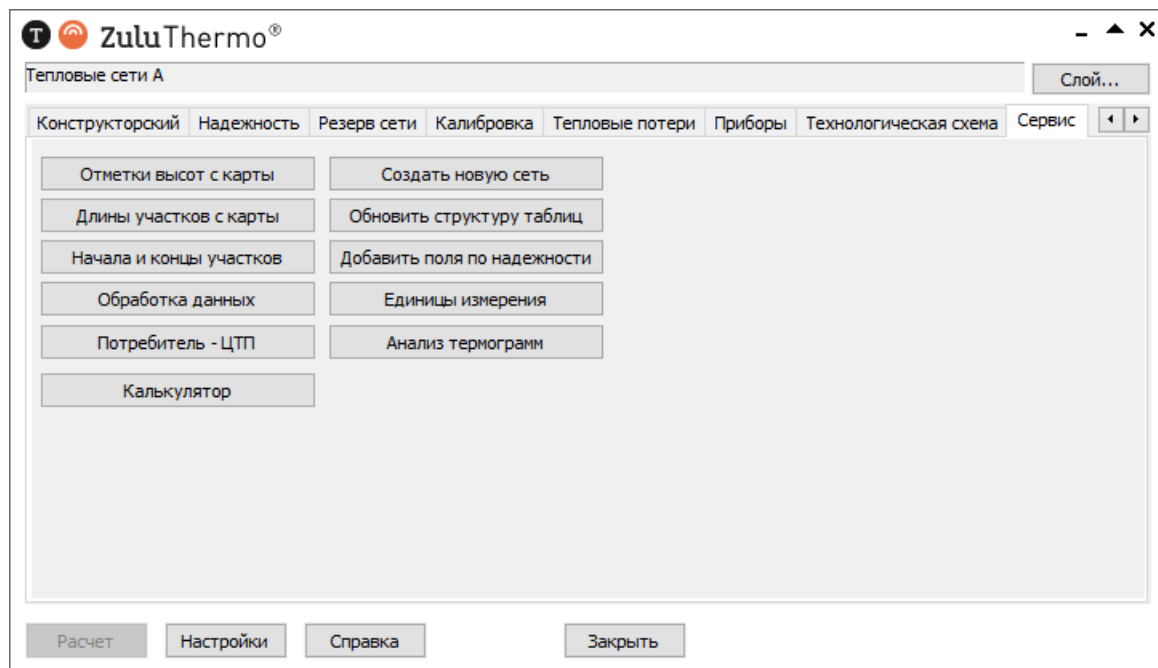 T ZuluThermo®
Тепловые сети А
Слой...
Конструкторский Надежность Резерв сети Калибровка Тепловые потери Приборы Технологическая схема Сервис
Отметки высот с карты Создать новую сеть
Длины участков с карты Обновить структуру таблиц
Начала и концы участков Добавить поля по надежности
Обработка данных Единицы измерения
Потребитель - ЦТП Анализ термограмм
Калькулятор
Расчет Настройки Справка Закрыть